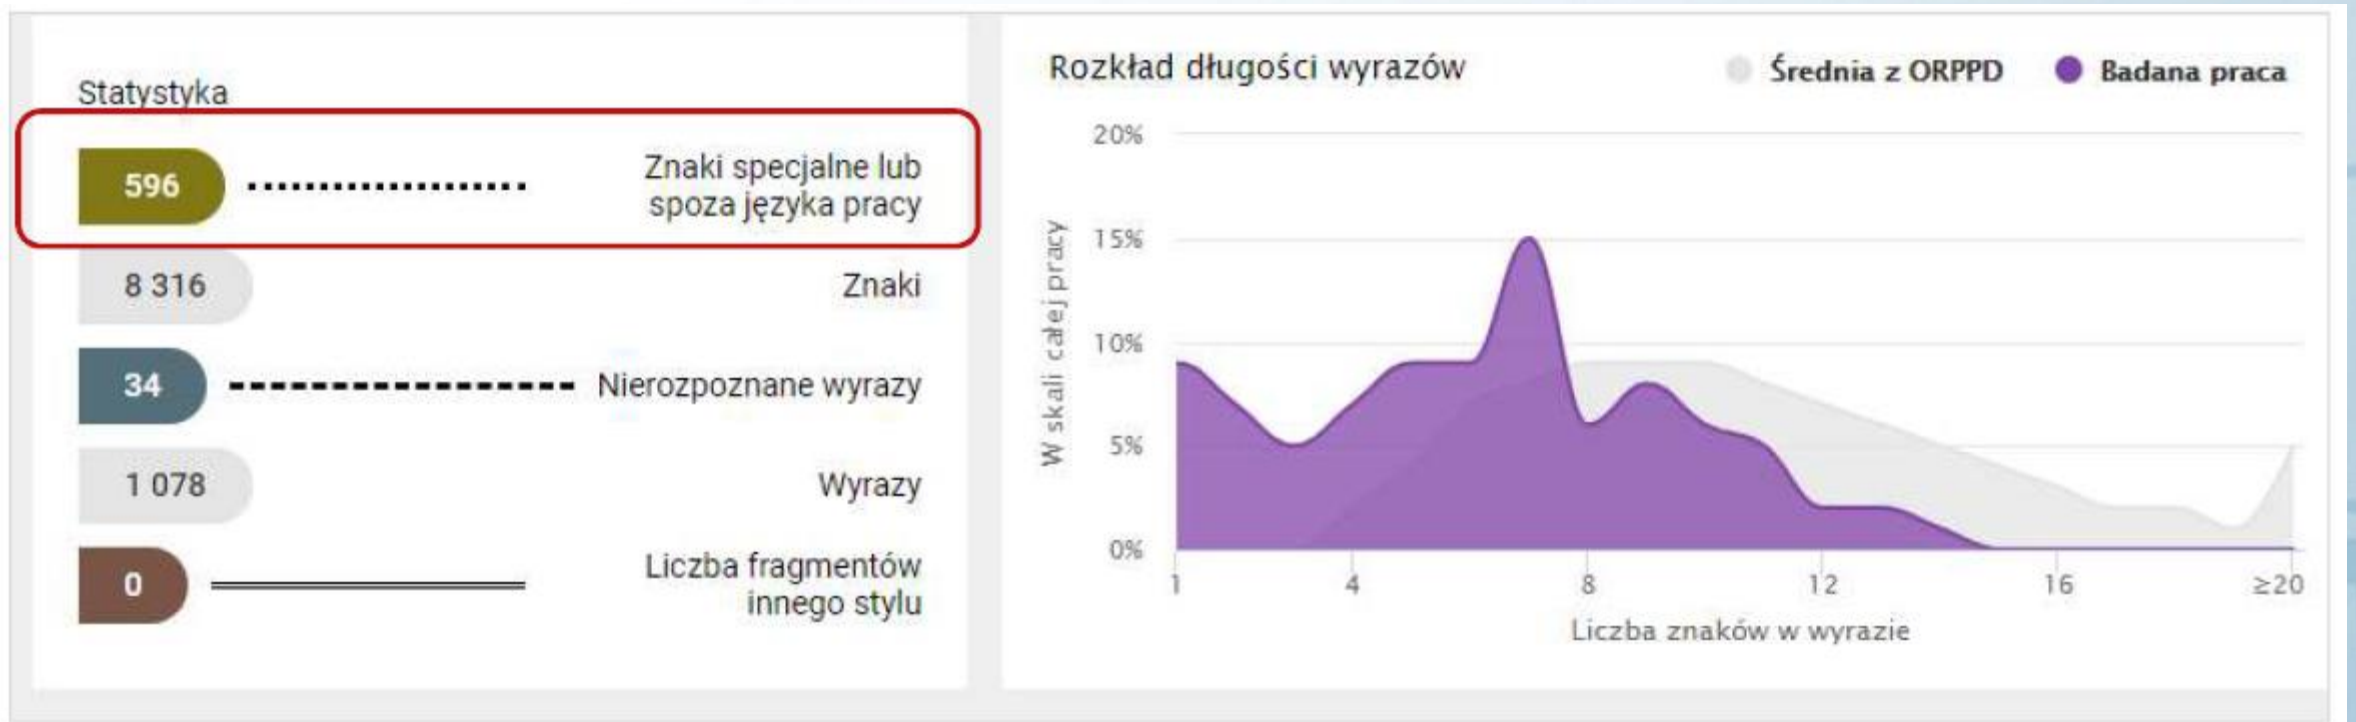 Statystyka
596
Znaki specjalne lub
spoza języka pracy
8 316
Znaki
34
Nierozpoznane wyrazy
1 078
Wyrazy
0
Liczba fragmentów
innego stylu
Rozkład długości wyrazów
Średnia z ORPPD
Badana praca
W skali całej pracy
20%
15%
10%
5%
0%
1 4 8 12 16 ≥20
Liczba znaków w wyrazie